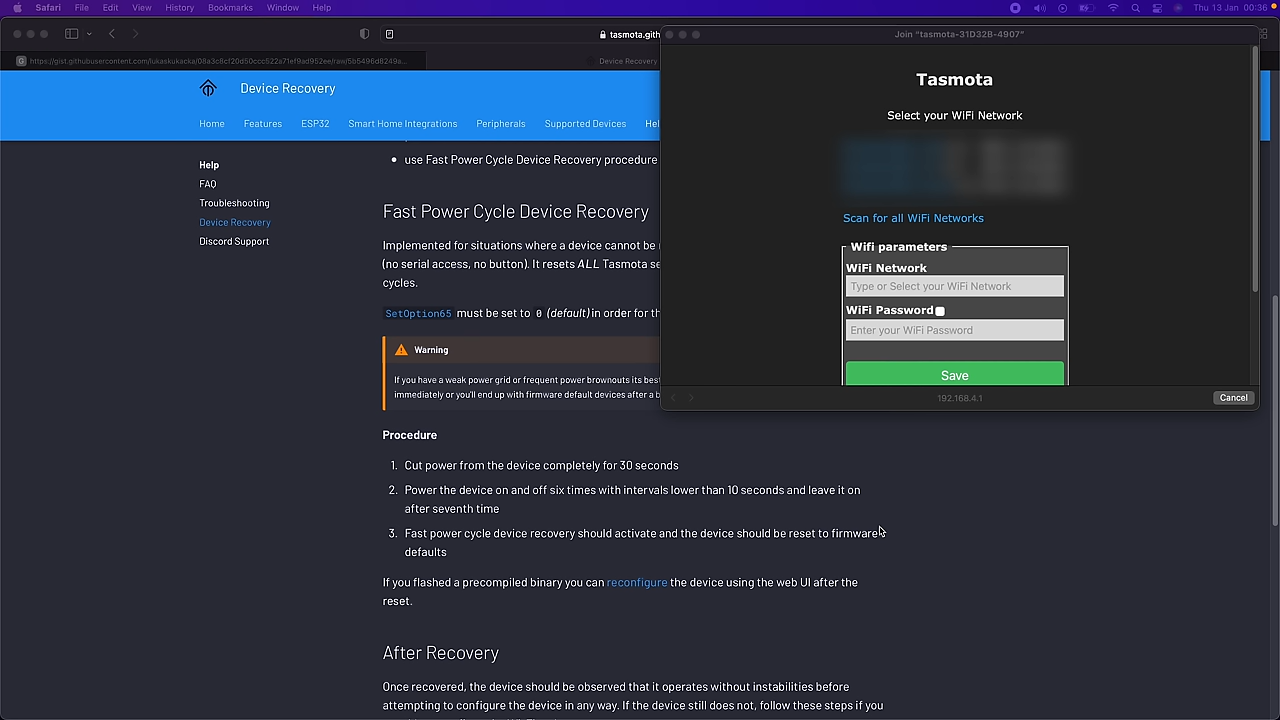 Safari File Edit View History Bookmarks Window Help
Thu 13 Jan 00:36
tasmota.gith
Join "tasmota-31D32B-4907"
Device Recovery
Device Recovery
Home Features ESP32 Smart Home Integrations Peripherals Supported Devices Hel
Help
FAQ
Troubleshooting
Device Recovery
Discord Support
• use Fast Power Cycle Device Recovery procedure
Fast Power Cycle Device Recovery
Implemented for situations where a device cannot be
(no serial access, no button). It resets ALL Tasmota se
cycles.
SetOption65 must be set to 0 (default) in order for th
Warning
If you have a weak power grid or frequent power brownouts its best
immediately or you'll end up with firmware default devices after a b
Procedure
1. Cut power from the device completely for 30 seconds
2. Power the device on and off six times with intervals lower than 10 seconds and leave it on
after seventh time
3. Fast power cycle device recovery should activate and the device should be reset to firmware
defaults
If you flashed a precompiled binary you can reconfigure the device using the web UI after the
reset.
After Recovery
Once recovered, the device should be observed that it operates without instabilities before
attempting to configure the device in any way. If the device still does not, follow these steps if you
Tasmota
Select your WiFi Network
Scan for all WiFi Networks
Wifi parameters
WiFi Network
Type or Select your WiFi Network
WiFi Password
Enter your WiFi Password
Save
192.168.4.1
Cancel